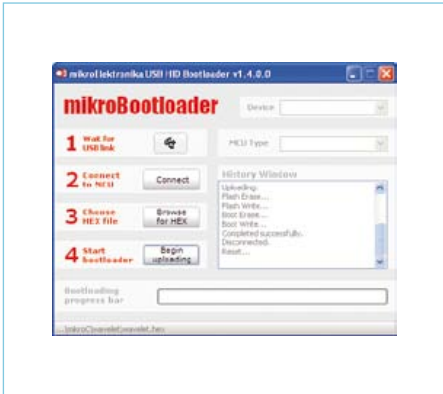 mikroElektronika USB HID Bootloader v1.4.0.0
mikroBootloader
Device
1 Wait for USB link
MCU Type
2 Connect to MCU
Connect
History Window
Uploading:
Flash Erase...
Flash Write...
Boot Erase...
Boot Write...
Completed successfully.
Disconnected.
Reset...
3 Choose HEX file
Browse for HEX
4 Start bootloader
Begin uploading
Bootloading progress bar
...\mikroC\wavelet\wavelet.hex